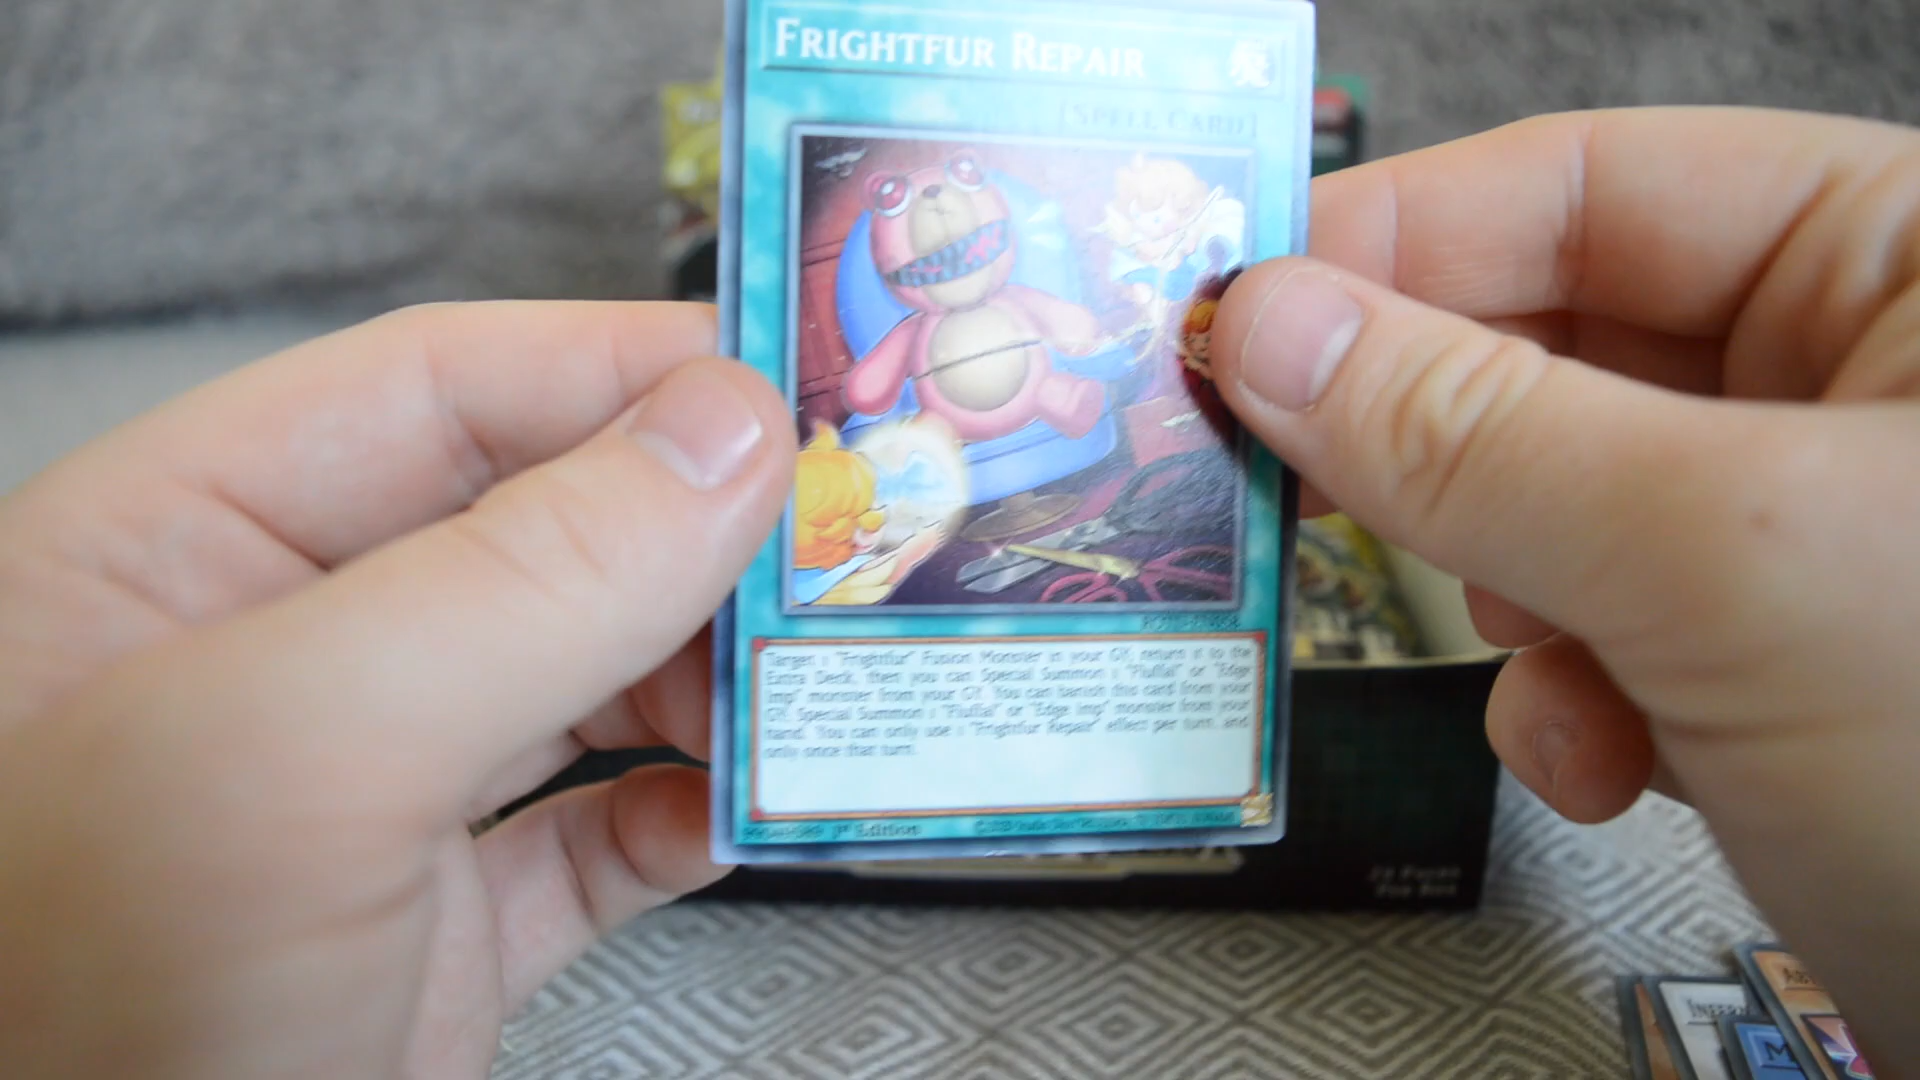 FRIGHTFUR REPAIR
[SPELL CARD]
Target 1 "Frightfur" Fusion Monster in your GY; return it to the
Extra Deck, then you can Special Summon 1 "Fluffal" or "Edge
Imp" monster from your GY. You can banish this card from your
GY; Special Summon 1 "Fluffal" or "Edge Imp" monster from your
hand. You can only use 1 "Frightfur Repair" effect per turn, and
only once that turn.
1st Edition
Per Box
INFERN
M